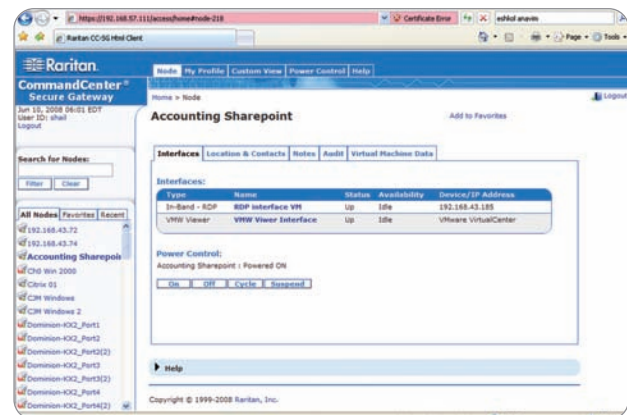 https://192.168.57.111/access/home#node-218
Certificate Error
eshkol anavim
Raritan CC-SG Html Client
Page
Tools
Raritan
CommandCenter®
Secure Gateway
Jun 10, 2008 06:01 EDT
User ID: shail
Logout
Search for Nodes:
Filter
Clear
All Nodes
Favorites
Recent
192.168.43.72
192.168.43.74
Accounting Sharepoin
Ch0 Win 2000
Citrix 01
CJM Windows
CJM Windows 2
Dominion-KX2_Port1
Dominion-KX2_Port2
Dominion-KX2_Port2(2)
Dominion-KX2_Port3
Dominion-KX2_Port3(2)
Dominion-KX2_Port4
Dominion-KX2_Port4(2)
Node
My Profile
Custom View
Power Control
Help
Logout
Home > Node
Accounting Sharepoint
Add to Favorites
Interfaces
Location & Contacts
Notes
Audit
Virtual Machine Data
Interfaces:
Type Name Status Availability Device/IP Address
In-Band - RDP RDP interface VM Up Idle 192.168.43.185
VMW Viewer VMW Viwer Interface Up Idle VMware VirtualCenter
Power Control:
Accounting Sharepoint : Powered ON
On
Off
Cycle
Suspend
Help
Copyright © 1999-2008 Raritan, Inc.